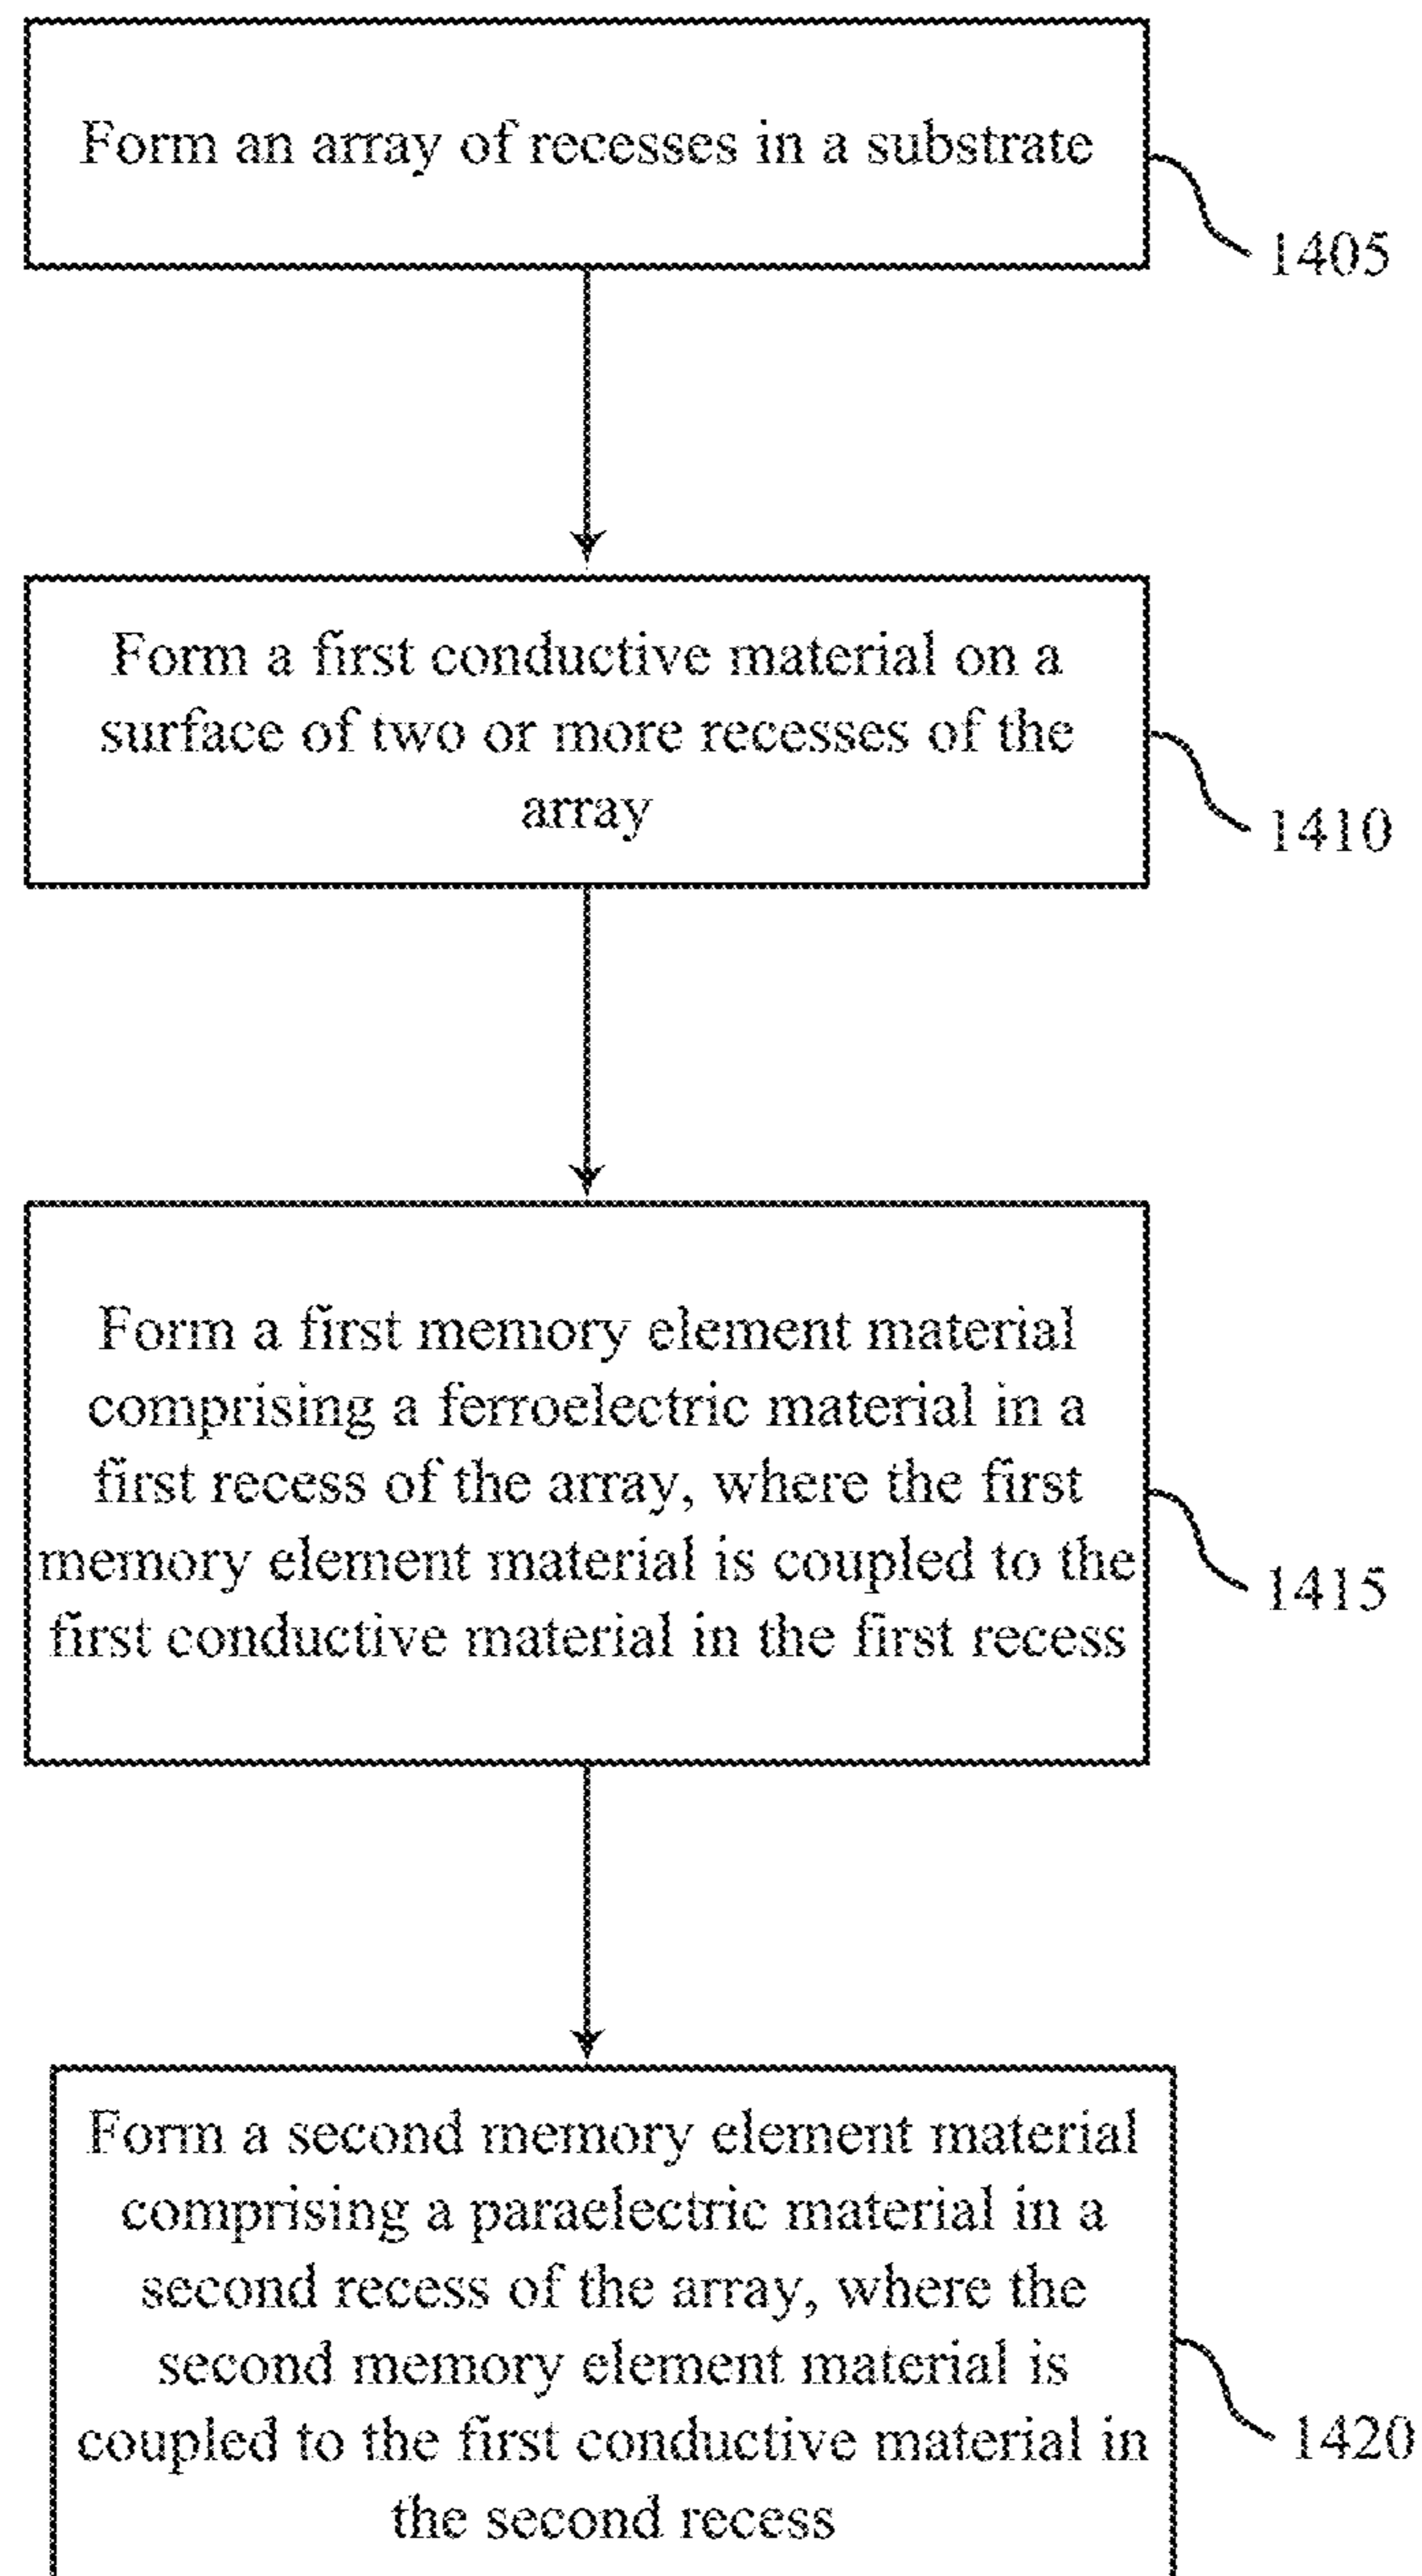 Form an array of recesses in a substrate
1405
Form a first conductive material on a
surface of two or more recesses of the
array
1410
Form a first memory element material
comprising a ferroelectric material in a
first recess of the array, where the first
memory element material is coupled to the
first conductive material in the first recess
1415
Form a second memory element material
comprising a paraelectric material in a
second recess of the array, where the
second memory element material is
coupled to the first conductive material in
the second recess
1420